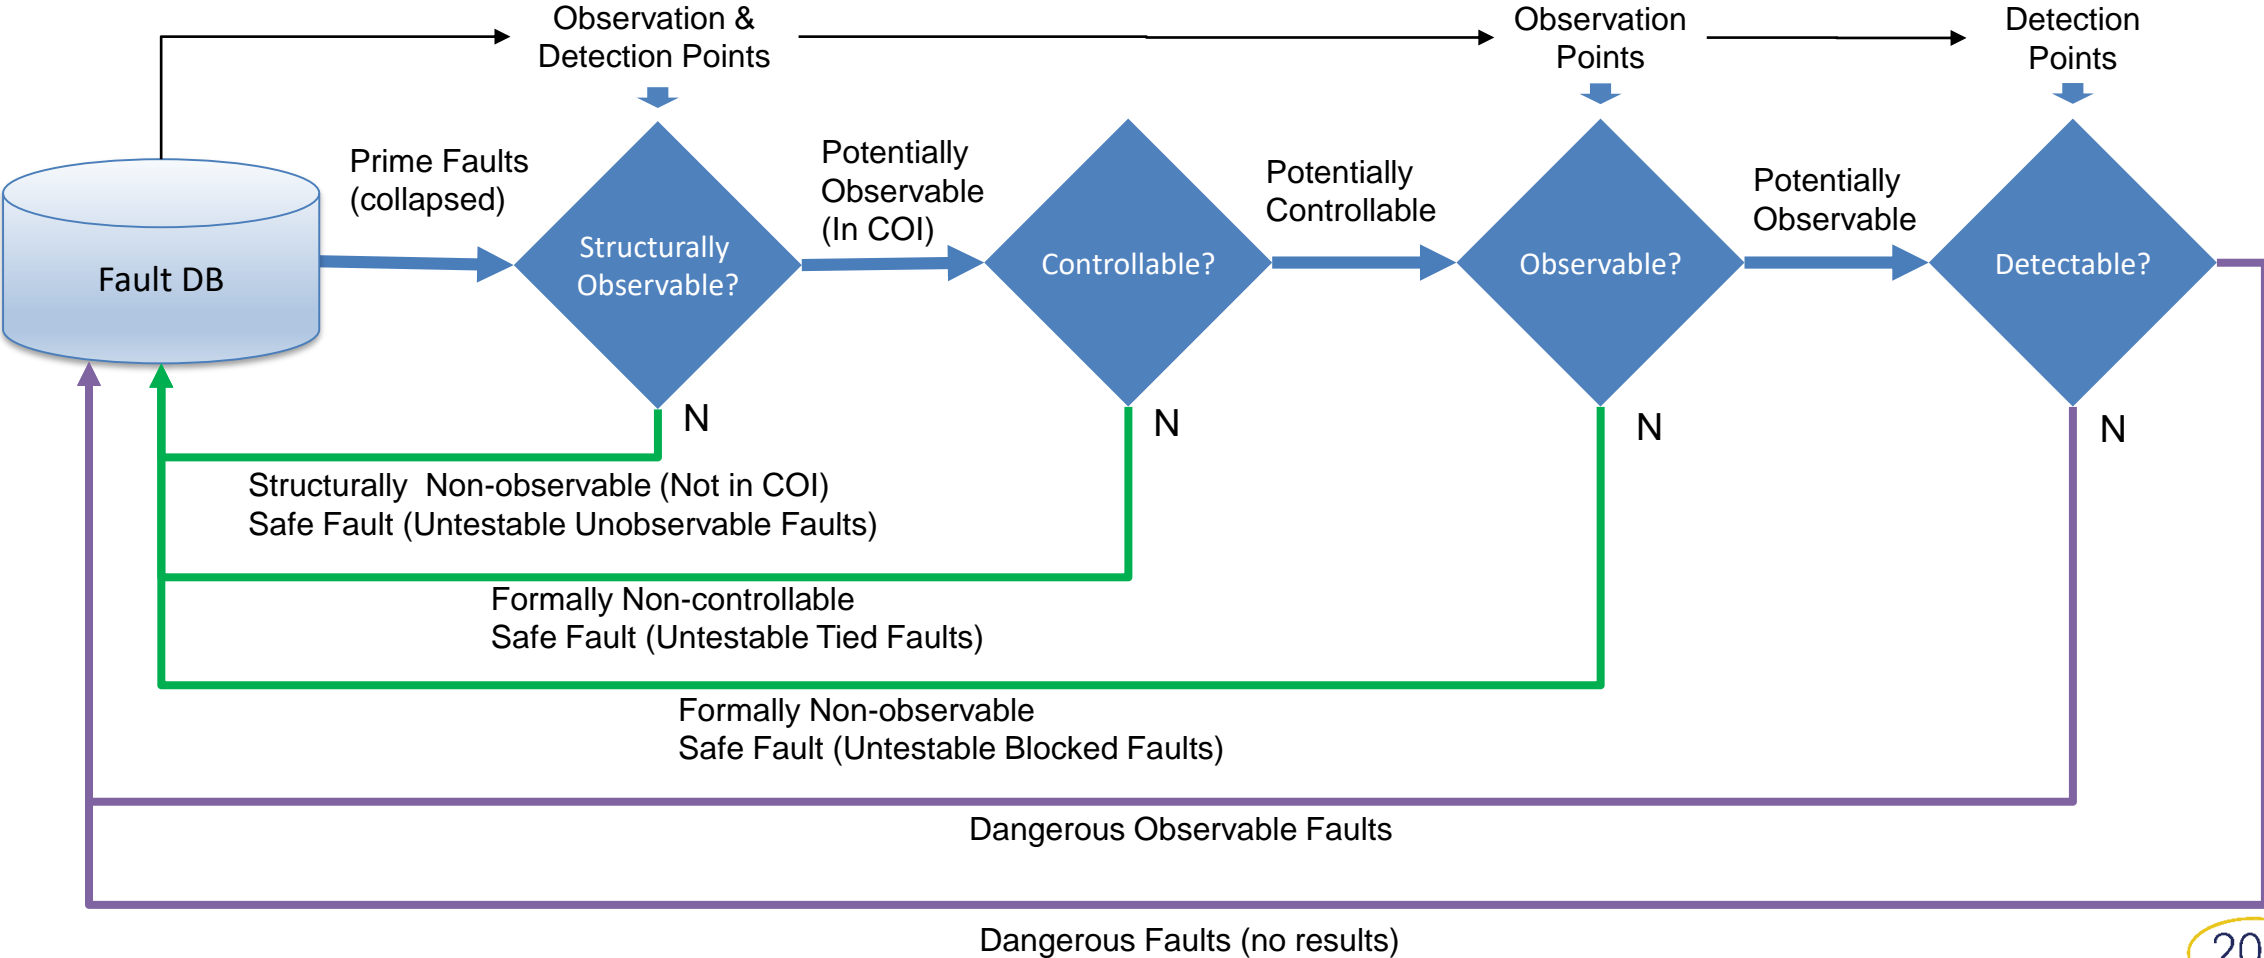 Observation &
Detection Points
Observation
Points
Detection
Points
Prime Faults
(collapsed)
Potentially
Observable
(In COI)
Potentially
Controllable
Potentially
Observable
Fault DB
Structurally
Observable?
Controllable?
Observable?
Detectable?
N
N
N
N
Structurally  Non-observable (Not in COI)
Safe Fault (Untestable Unobservable Faults)
Formally Non-controllable
Safe Fault (Untestable Tied Faults)
Formally Non-observable
Safe Fault (Untestable Blocked Faults)
Dangerous Observable Faults
Dangerous Faults (no results)
20